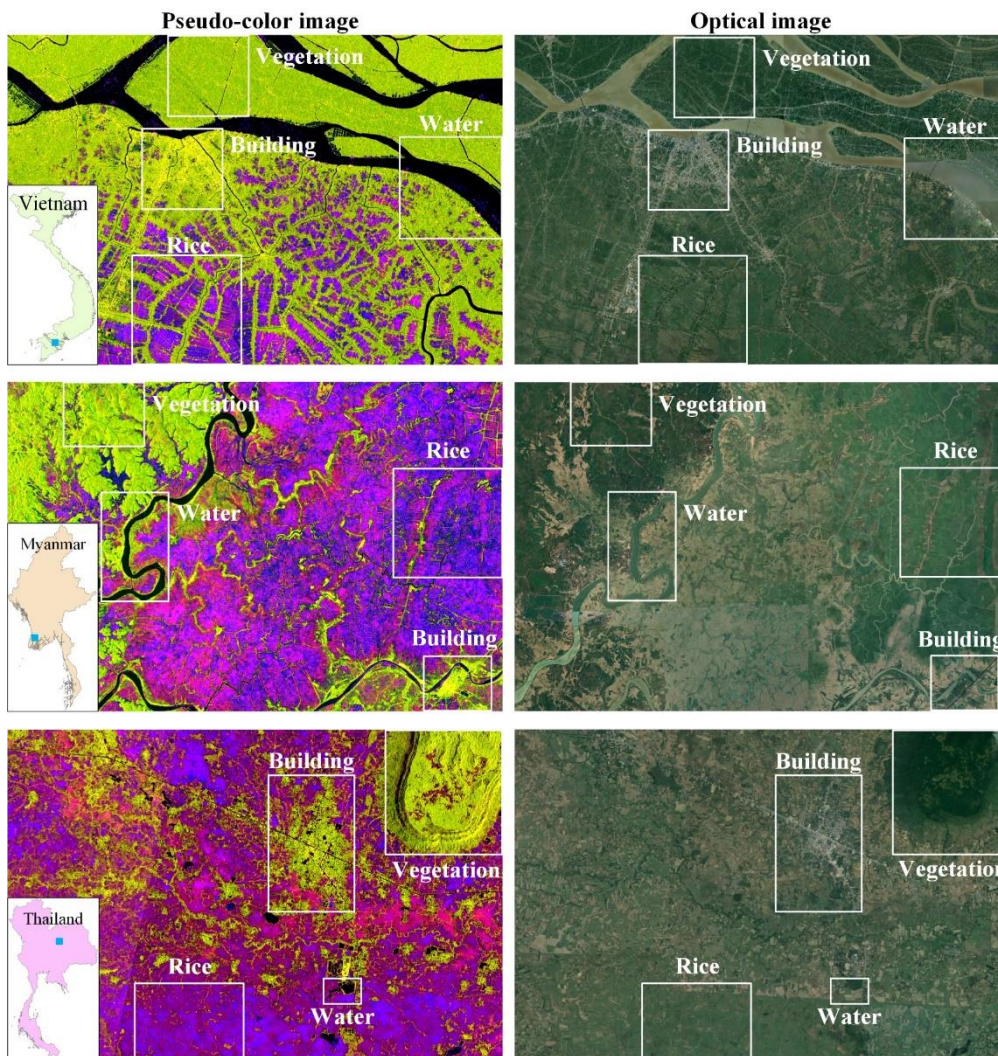 Pseudo-color image
Optical image
Vegetation
Vegetation
Water
Water
Building
Building
Vietnam
Rice
Rice
Vegetation
Vegetation
Rice
Rice
Water
Water
Myanmar
Building
Building
Building
Building
Vegetation
Vegetation
Thailand
Rice
Rice
Water
Water